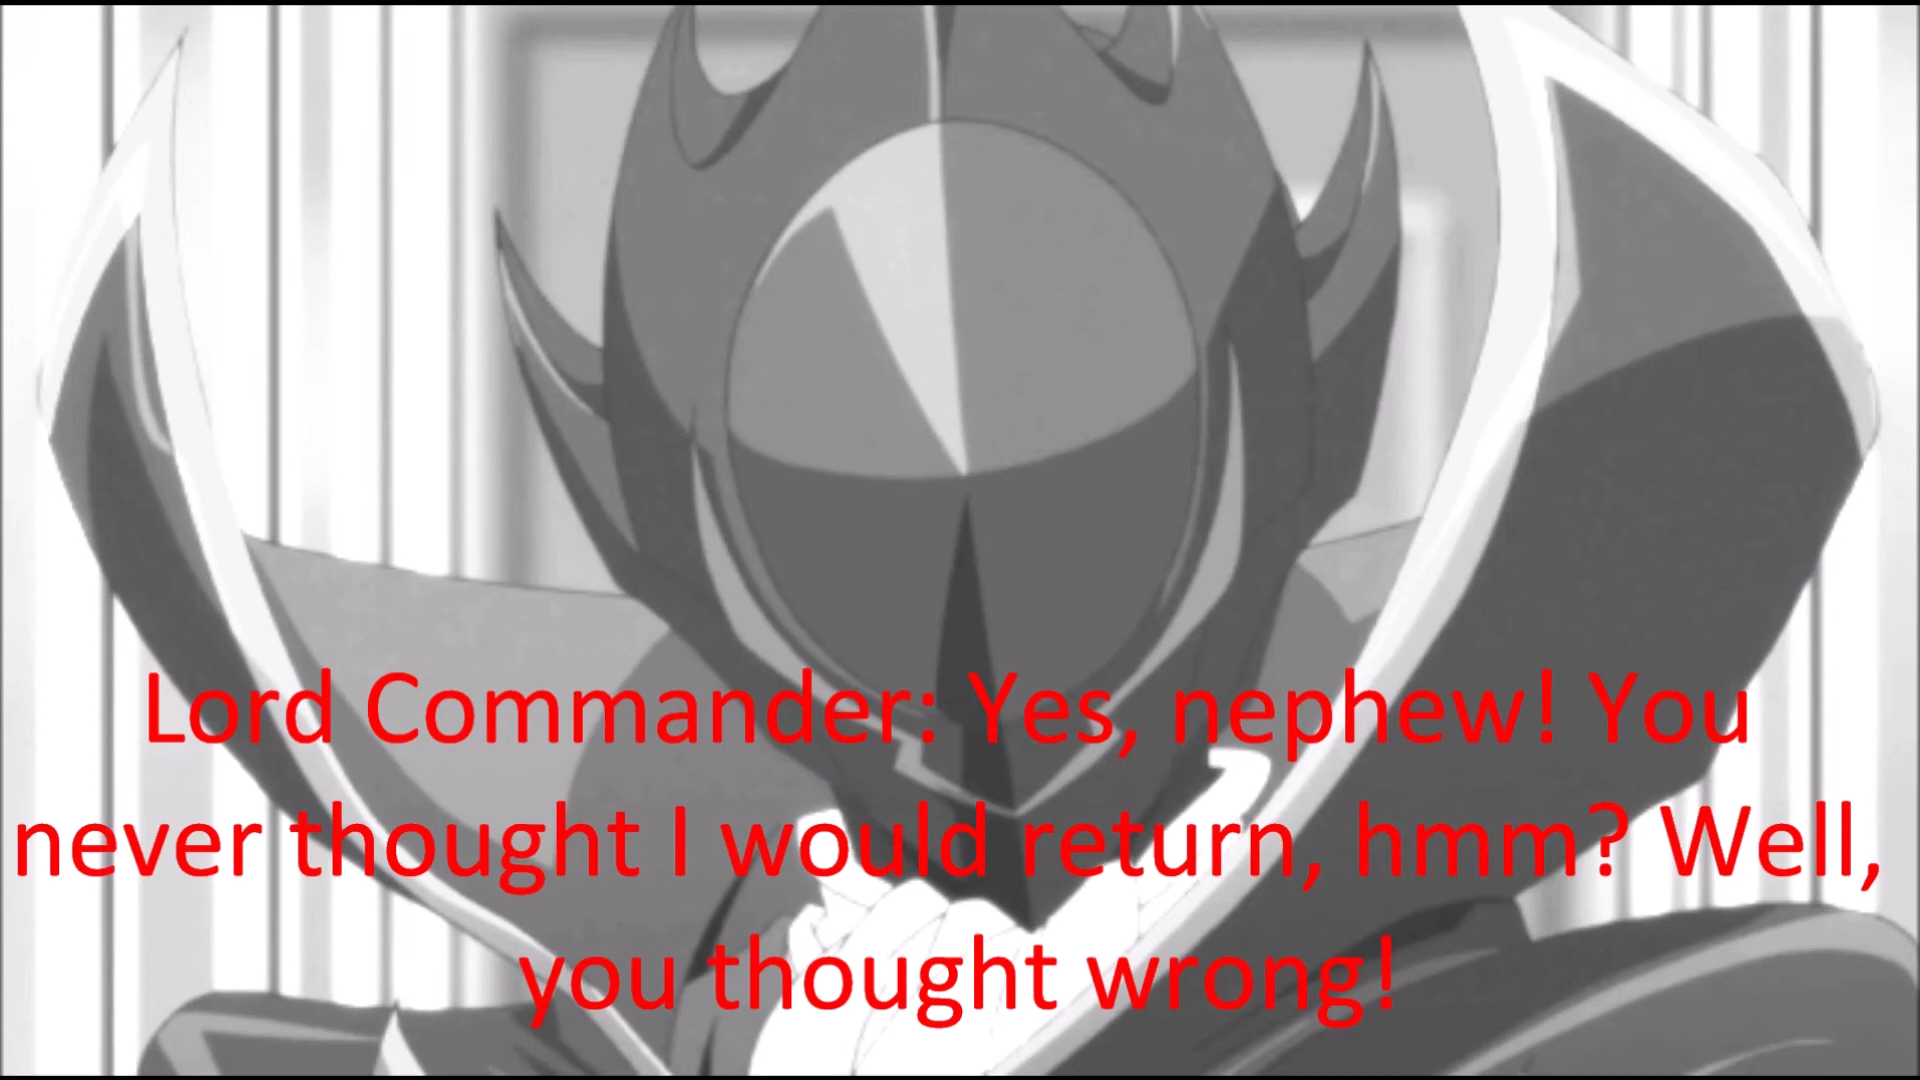 Lord Commander: Yes, nephew! You
never thought I would return, hmm? Well,
you thought wrong!